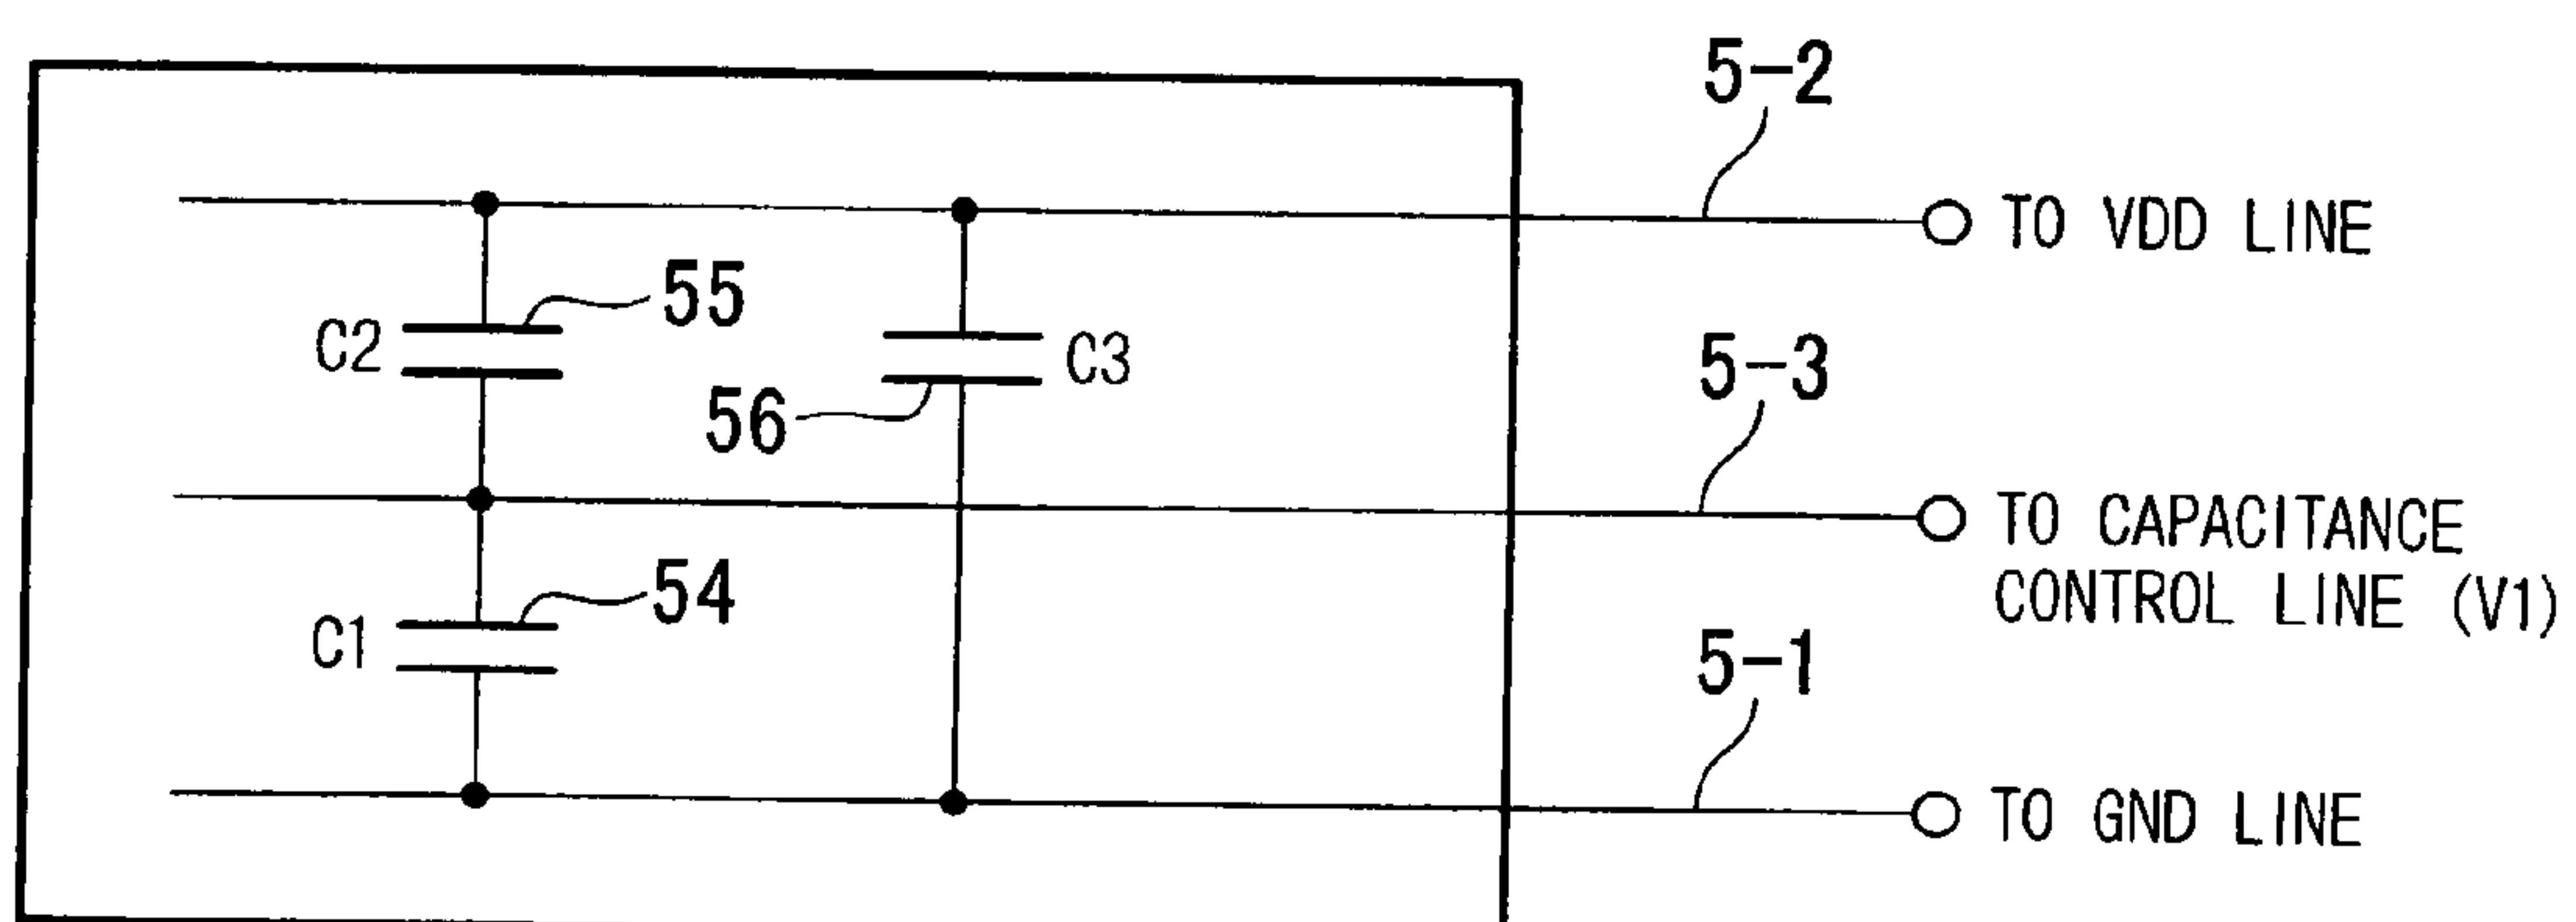 5-2
TO VDD LINE
55
C2
C3
56
5-3
TO CAPACITANCE
CONTROL LINE (V1)
54
C1
5-1
TO GND LINE